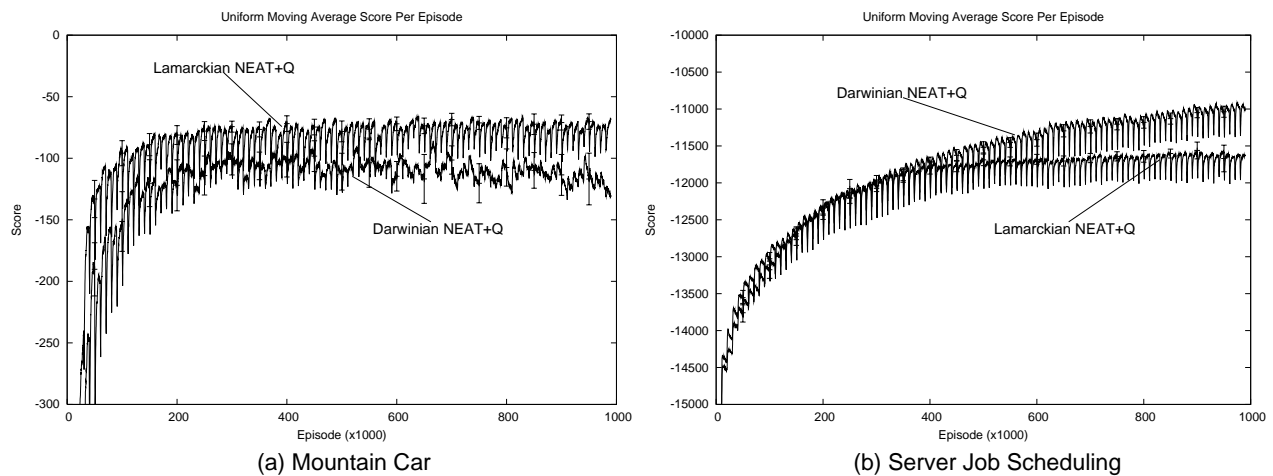 Uniform Moving Average Score Per Episode
0
-50
-100
-150
-200
-250
-300
Score
Lamarckian NEAT+Q
Darwinian NEAT+Q
0 200 400 600 800 1000
Episode (x1000)
(a) Mountain Car
Uniform Moving Average Score Per Episode
-10000
-10500
-11000
-11500
-12000
-12500
-13000
-13500
-14000
-14500
-15000
Score
Darwinian NEAT+Q
Lamarckian NEAT+Q
0 200 400 600 800 1000
Episode (x1000)
(b) Server Job Scheduling